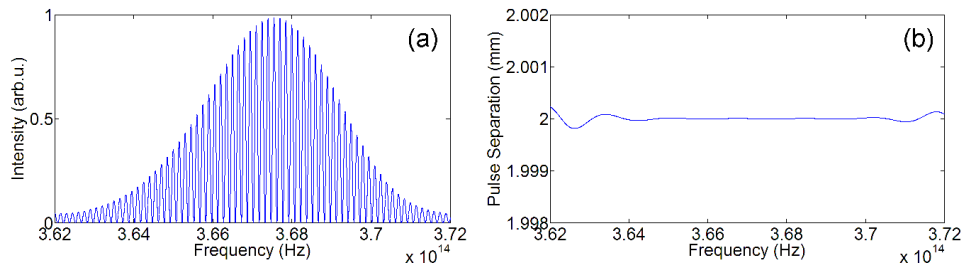 (a)
Intensity (arb.u.)
1
0.5
0
3.62 3.64 3.66 3.68 3.7 3.72
Frequency (Hz)
x 10^14
(b)
Pulse Separation (mm)
2.002
2.001
2
1.999
1.998
3.62 3.64 3.66 3.68 3.7 3.72
Frequency (Hz)
x 10^14